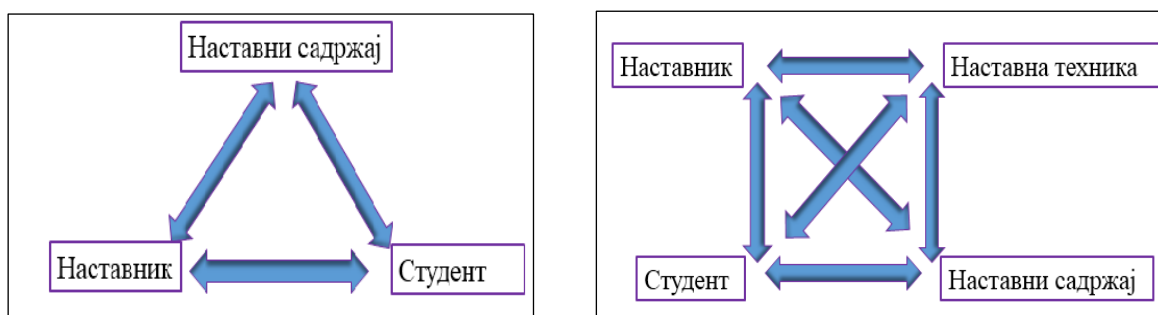 Наставни садржај
Наставник
Студент
Наставник
Наставна техника
Студент
Наставни садржај